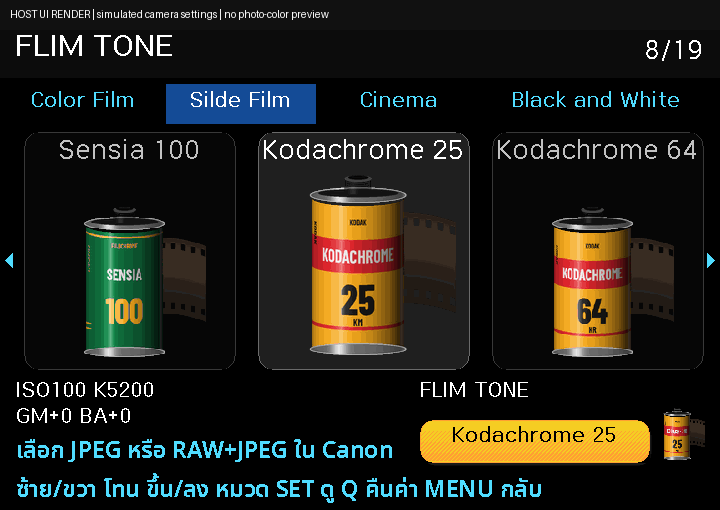 HOST UI RENDER | simulated camera settings | no photo-color preview
FLIM TONE
8/19
Color Film
Silde Film
Cinema
Black and White
Sensia 100
Kodachrome 25
Kodachrome 64
SENSIA
100
KODAK
KODACHROME
25
KM
KODAK
KODACHROME
64
KR
ISO100 K5200
GM+0 BA+0
FLIM TONE
Kodachrome 25
25
เลือก JPEG หรือ RAW+JPEG ใน Canon
ซ้าย/ขวา โทน ขึ้น/ลง หมวด SET ดู Q คืนค่า MENU กลับ